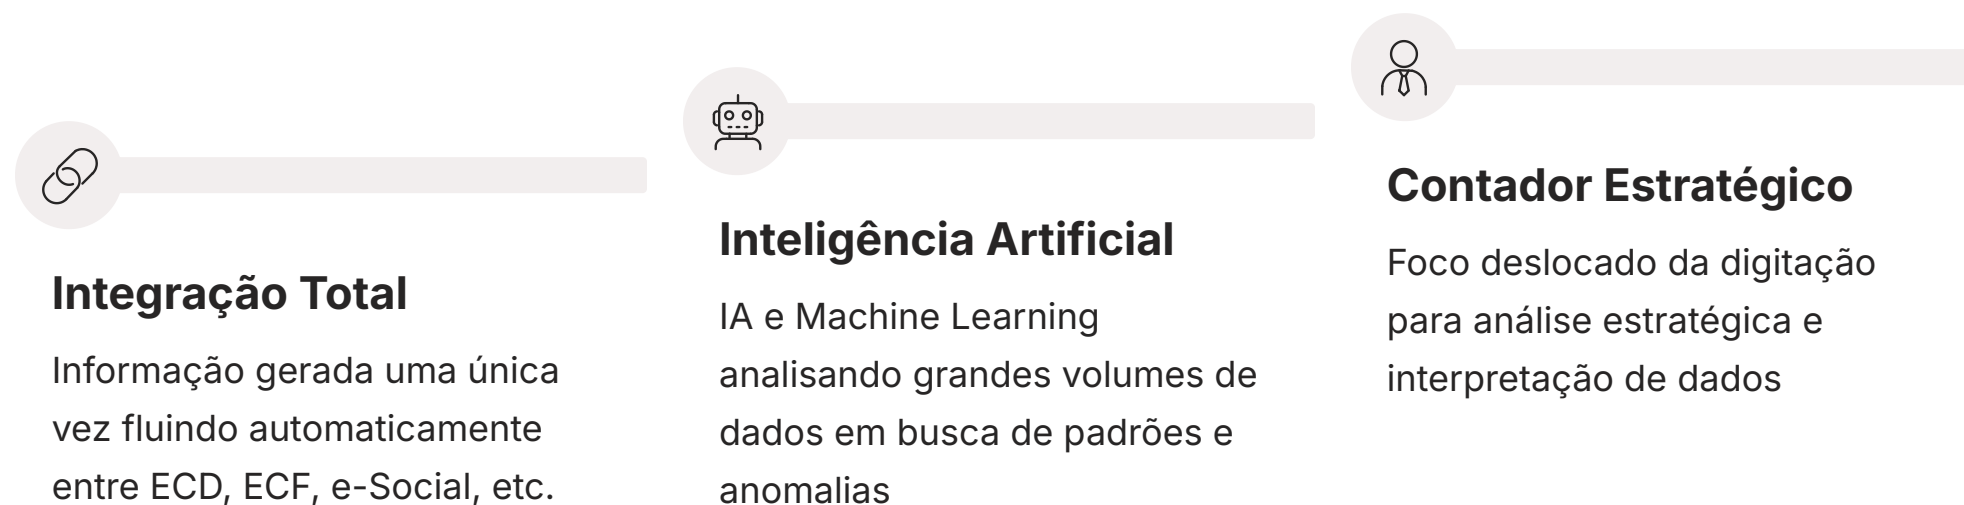 Integração Total
Informação gerada uma única
vez fluindo automaticamente
entre ECD, ECF, e-Social, etc.
Inteligência Artificial
IA e Machine Learning
analisando grandes volumes de
dados em busca de padrões e
anomalias
Contador Estratégico
Foco deslocado da digitação
para análise estratégica e
interpretação de dados